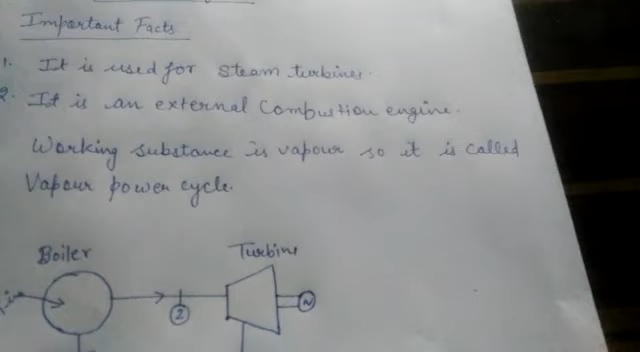 Important Facts
1. It is used for steam turbines.
2. It is an external Combustion engine.
Working substance is vapour so it is called
Vapour power cycle.
Boiler Turbine
2